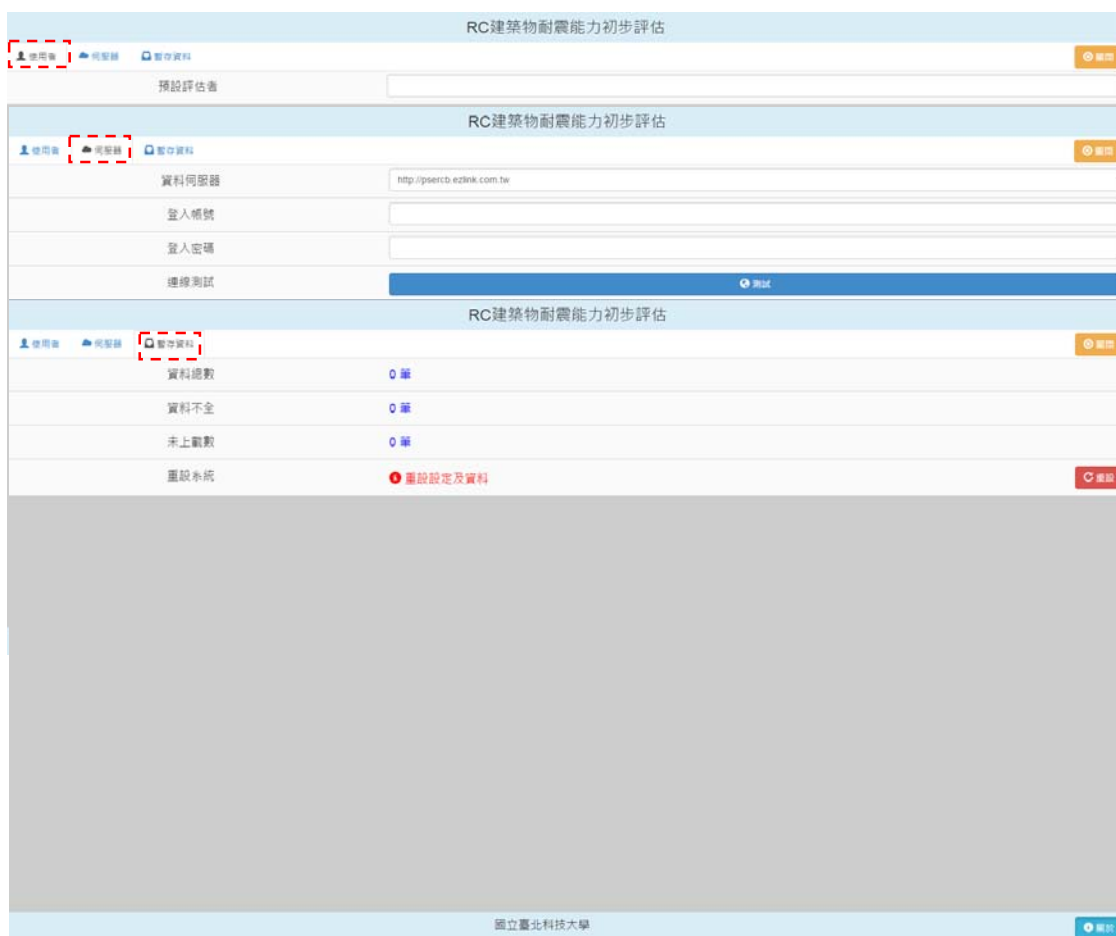 RC建築物耐震能力初步評估
使用者 伺服器 暫存資料 關閉
預設評估者
RC建築物耐震能力初步評估
使用者 伺服器 暫存資料 關閉
資料伺服器 http://psercb.ezlink.com.tw
登入帳號
登入密碼
連線測試 測試
RC建築物耐震能力初步評估
使用者 伺服器 暫存資料 關閉
資料總數 0 筆
資料不全 0 筆
未上載數 0 筆
重設系統 重設設定及資料 重設
國立臺北科技大學 關於